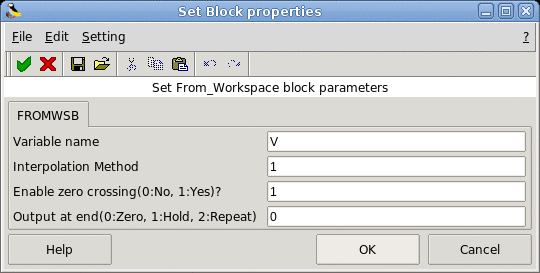 Set Block properties
File Edit Setting ?
Set From_Workspace block parameters
FROMWSB
Variable name V
Interpolation Method 1
Enable zero crossing(0:No, 1:Yes)? 1
Output at end(0:Zero, 1:Hold, 2:Repeat) 0
Help OK Cancel